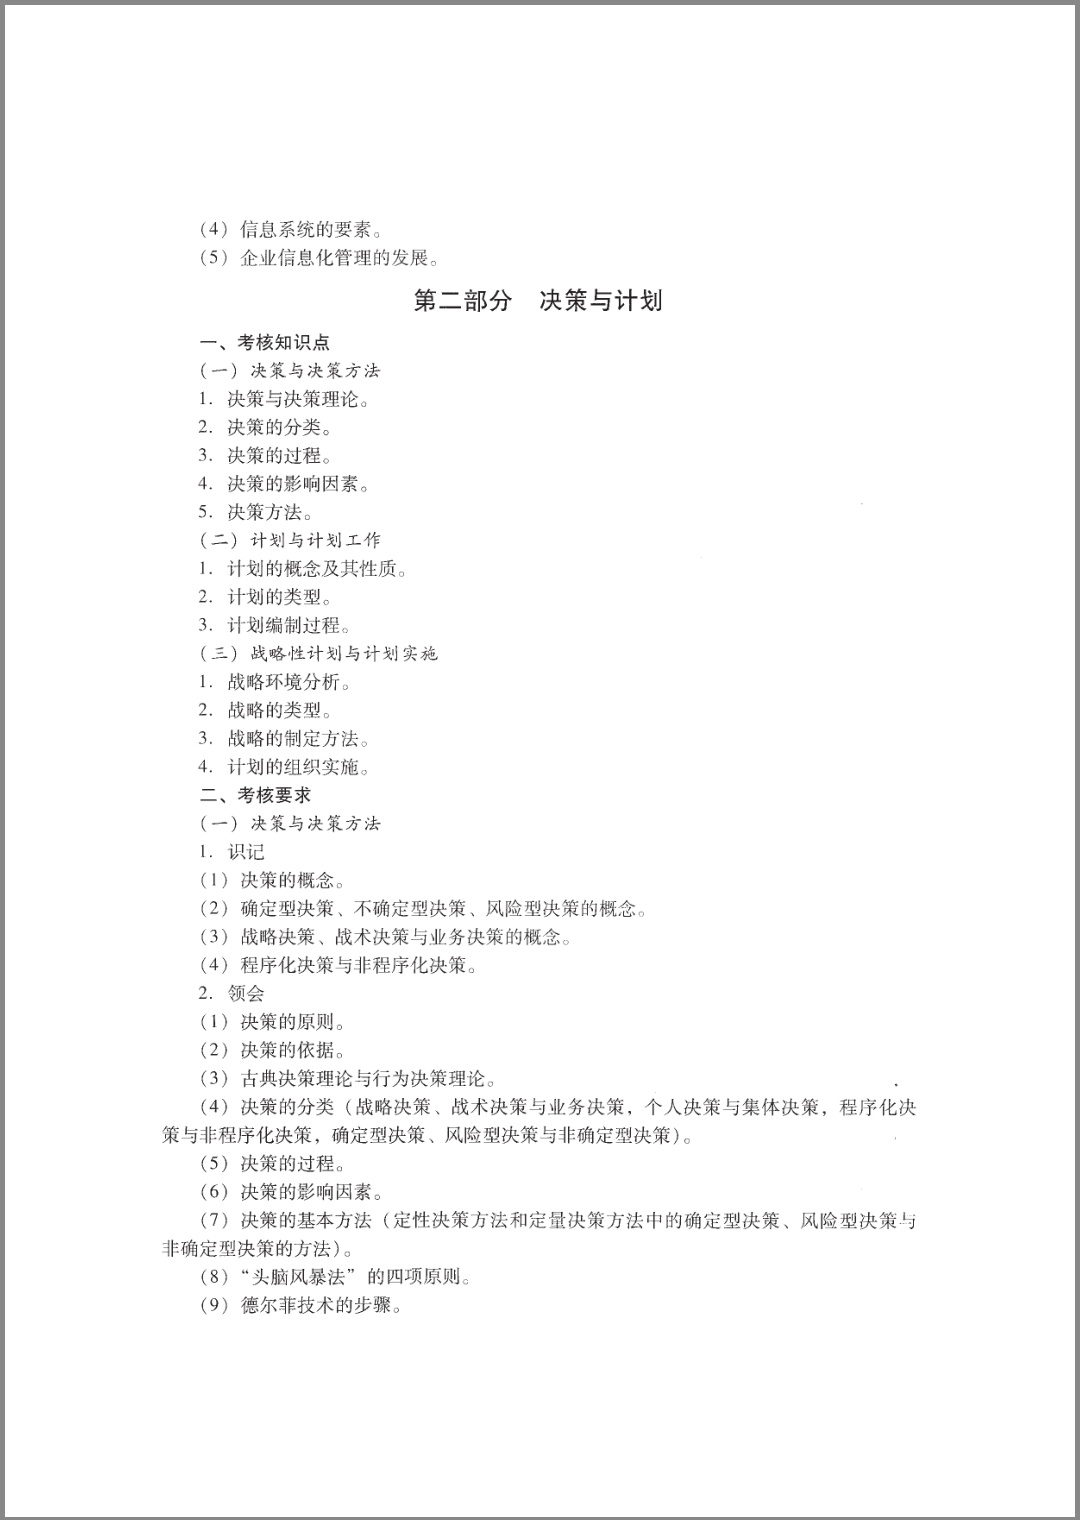 （4）信息系统的要素。
（5）企业信息化管理的发展。
第二部分　决策与计划
一、考核知识点
（一）决策与决策方法
1．决策与决策理论。
2．决策的分类。
3．决策的过程。
4．决策的影响因素。
5．决策方法。
（二）计划与计划工作
1．计划的概念及其性质。
2．计划的类型。
3．计划编制过程。
（三）战略性计划与计划实施
1．战略环境分析。
2．战略的类型。
3．战略的制定方法。
4．计划的组织实施。
二、考核要求
（一）决策与决策方法
1．识记
（1）决策的概念。
（2）确定型决策、不确定型决策、风险型决策的概念。
（3）战略决策、战术决策与业务决策的概念。
（4）程序化决策与非程序化决策。
2．领会
（1）决策的原则。
（2）决策的依据。
（3）古典决策理论与行为决策理论。
（4）决策的分类（战略决策、战术决策与业务决策，个人决策与集体决策，程序化决
策与非程序化决策，确定型决策、风险型决策与非确定型决策）。
（5）决策的过程。
（6）决策的影响因素。
（7）决策的基本方法（定性决策方法和定量决策方法中的确定型决策、风险型决策与
非确定型决策的方法）。
（8）“头脑风暴法”的四项原则。
（9）德尔菲技术的步骤。